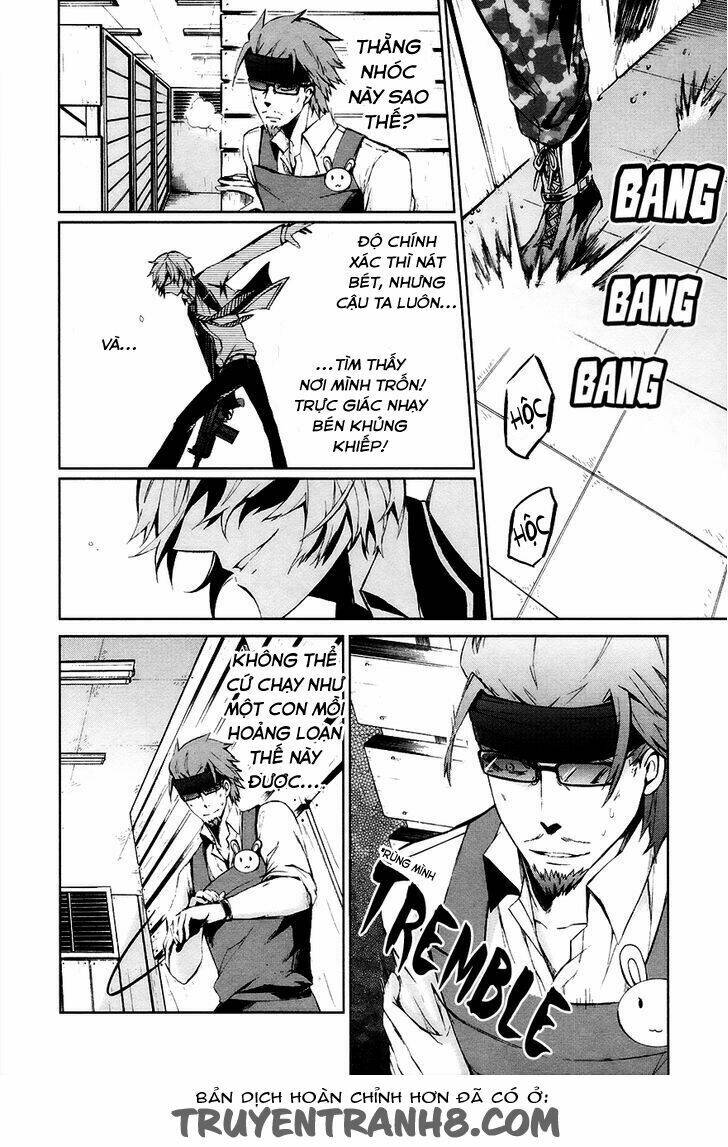 BANG
BANG
BANG
HỘC
HỘC
THẰNG
NHÓC
NÀY SAO
THẾ?
ĐỘ CHÍNH
XÁC THÌ NÁT
BÉT, NHƯNG
CẬU TA LUÔN...
...TÌM THẤY
NƠI MÌNH TRỐN!
TRỰC GIÁC NHẠY
BÉN KHỦNG
KHIẾP!
VÀ...
*RÙNG MÌNH
TREMBLE
KHÔNG THỂ
CỨ CHẠY NHƯ
MỘT CON MỒI
HOẢNG LOẠN
THẾ NÀY
ĐƯỢC...
BẢN DỊCH HOÀN CHỈNH HƠN ĐÃ CÓ Ở:
TRUYENTRANH8.COM